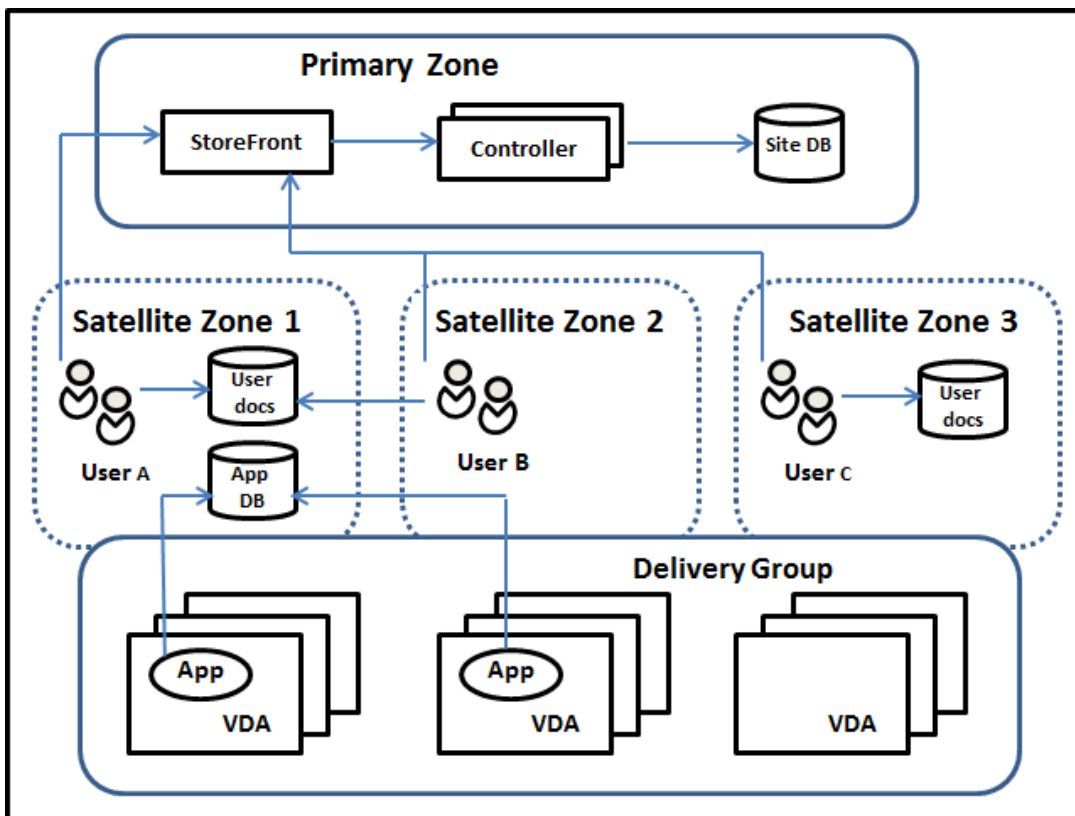 Primary Zone
StoreFront
Controller
Site DB
Satellite Zone 1
Satellite Zone 2
Satellite Zone 3
User
docs
User
docs
User A
User B
User C
App
DB
Delivery Group
App
VDA
App
VDA
VDA